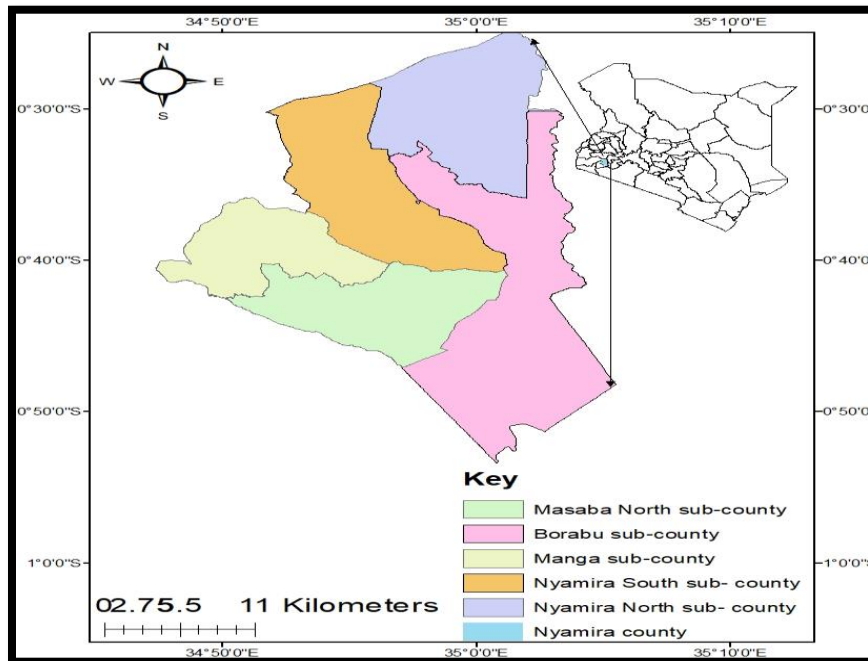 34°50'0"E 35°0'0"E 35°10'0"E
N
W E
S
0°30'0"S 0°30'0"S
0°40'0"S 0°40'0"S
0°50'0"S 0°50'0"S
Key
Masaba North sub-county
Borabu sub-county
Manga sub-county
1°0'0"S 1°0'0"S
Nyamira South sub- county
02.755.5 11 Kilometers Nyamira North sub-county
Nyamira county
34°50'0"E 35°0'0"E 35°10'0"E